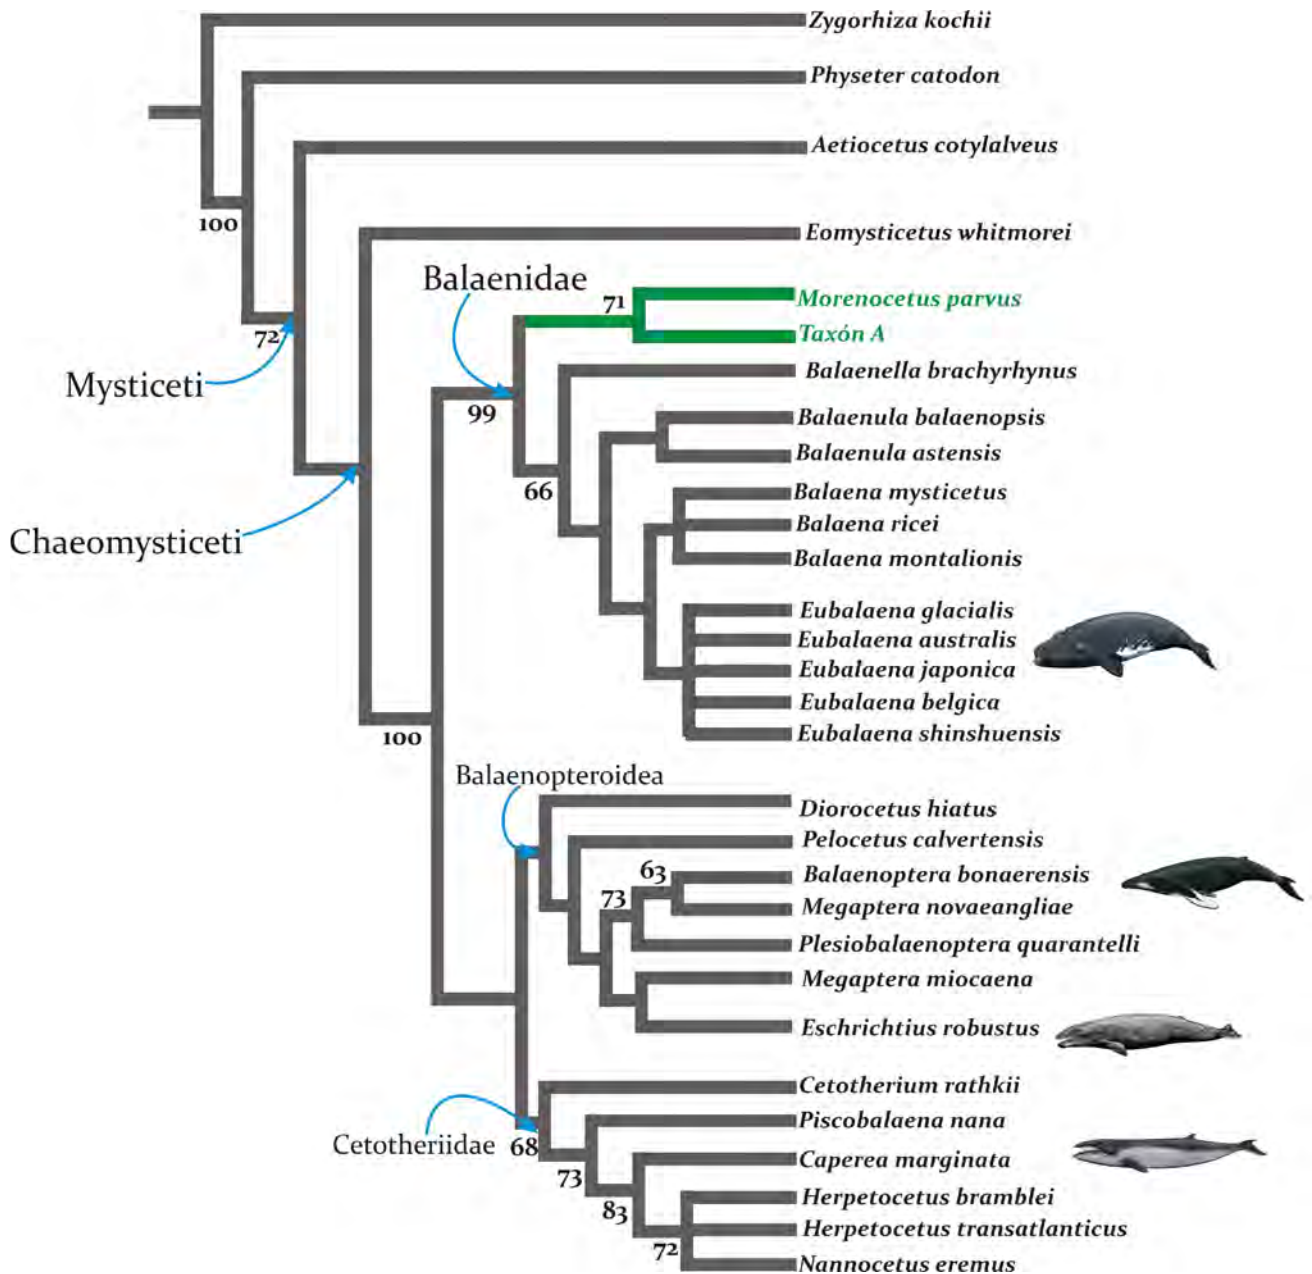 Zygorhiza kochii
Physeter catodon
Aetiocetus cotylalveus
100
Eomysticetus whitmorei
Balaenidae
71
Morenocetus parvus
72
Taxón A
Mysticeti
Balaenella brachyrhynus
99
Balaenula balaenopsis
Balaenula astensis
66
Balaena mysticetus
Chaeomysticeti
Balaena ricei
Balaena montalionis
Eubalaena glacialis
Eubalaena australis
Eubalaena japonica
Eubalaena belgica
Eubalaena shinshuensis
100
Balaenopteroidea
Diorocetus hiatus
Pelocetus calvertensis
63
Balaenoptera bonaerensis
73
Megaptera novaeangliae
Plesiobalaenoptera quarantelli
Megaptera miocaena
Eschrichtius robustus
Cetotherium rathkii
Piscobalaena nana
Cetotheriidae
68
Caperea marginata
73
Herpetocetus bramblei
83
Herpetocetus transatlanticus
72
Nannocetus eremus